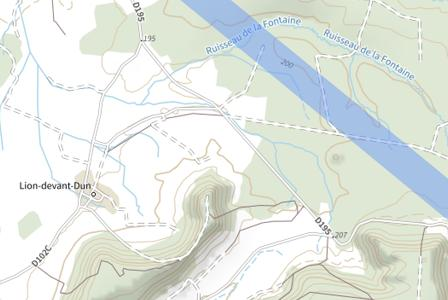 D195
195
Ruisseau de la Fontaine
Ruisseau de la Fontaine
200
Lion-devant-Dun
D195
207
D102C